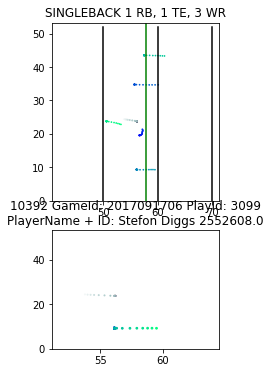 SINGLEBACK 1 RB, 1 TE, 3 WR
50
40
30
20
10
0
50 60 70
10392 GameId: 2017091706 PlayId: 3099
PlayerName + ID: Stefon Diggs 2552608.0
40
20
0
55 60